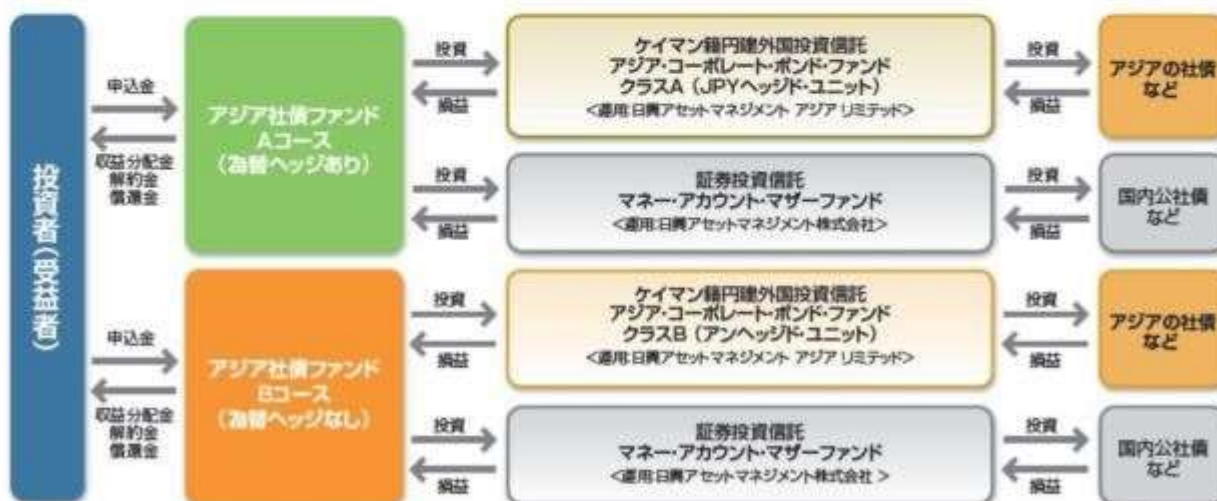 投資者(受益者)
申込金
収益分配金
解約金
償還金
アジア社債ファンド
Aコース
(為替ヘッジあり)
投資
損益
ケイマン籍円建外国投資信託
アジア・コーポレート・ボンド・ファンド
クラスA(JPYヘッジド・ユニット)
<運用:日興アセットマネジメント アジア リミテッド>
投資
損益
アジアの社債
など
投資
損益
証券投資信託
マネー・アカウント・マザーファンド
<運用:日興アセットマネジメント株式会社>
投資
損益
国内公社債
など
申込金
収益分配金
解約金
償還金
アジア社債ファンド
Bコース
(為替ヘッジなし)
投資
損益
ケイマン籍円建外国投資信託
アジア・コーポレート・ボンド・ファンド
クラスB(アンヘッジド・ユニット)
<運用:日興アセットマネジメント アジア リミテッド>
投資
損益
アジアの社債
など
投資
損益
証券投資信託
マネー・アカウント・マザーファンド
<運用:日興アセットマネジメント株式会社 >
投資
損益
国内公社債
など